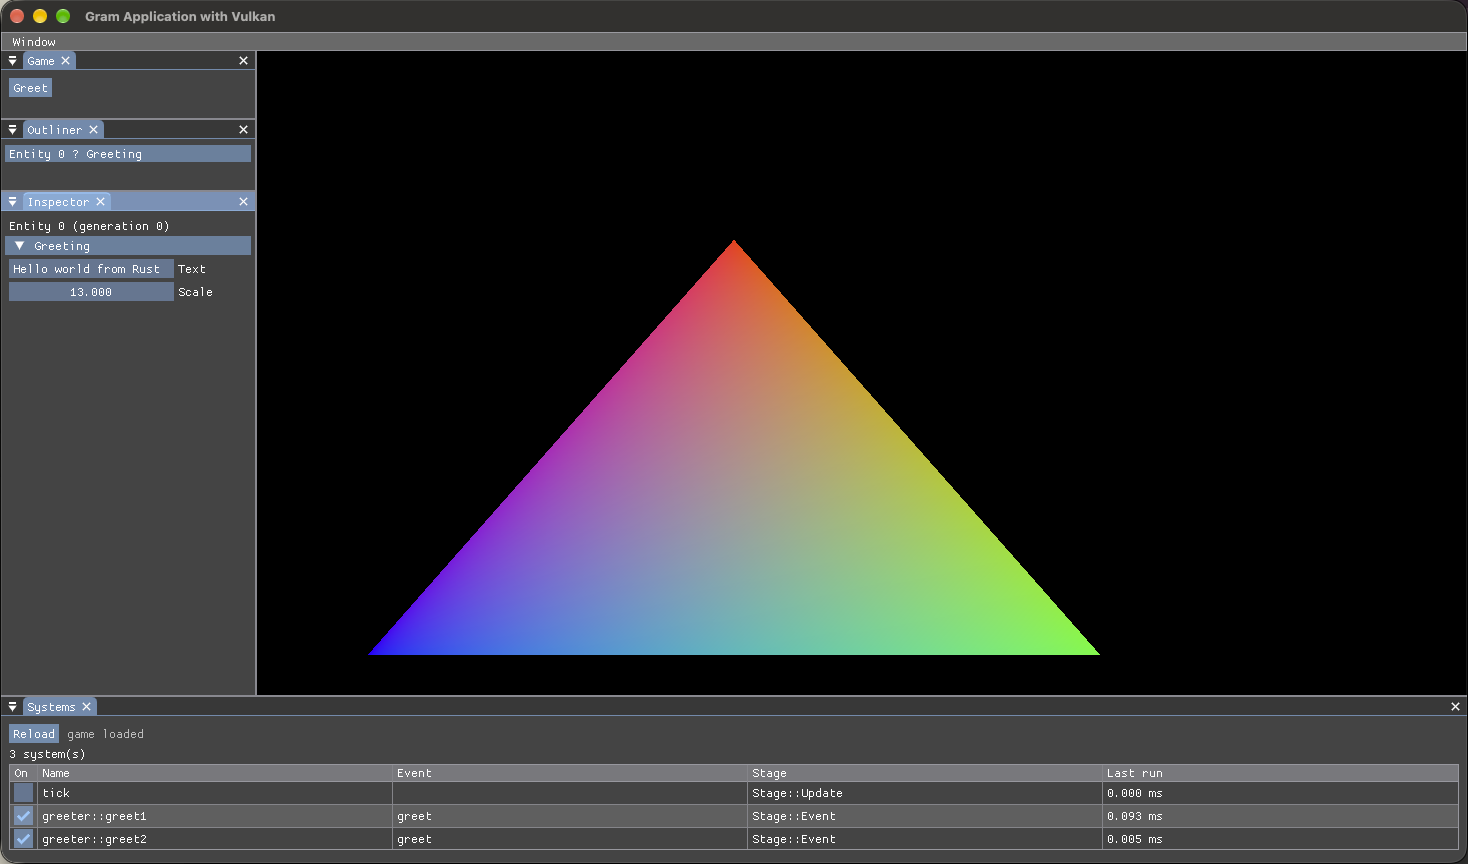 Gram Application with Vulkan
Window
Game
Greet
Outliner
Entity 0 ? Greeting
Inspector
Entity 0 (generation 0)
Greeting
Hello world from Rust Text
13.000 Scale
Systems
Reload game loaded
3 system(s)
On Name Event Stage Last run
tick Stage::Update 0.000 ms
greeter::greet1 greet Stage::Event 0.093 ms
greeter::greet2 greet Stage::Event 0.005 ms